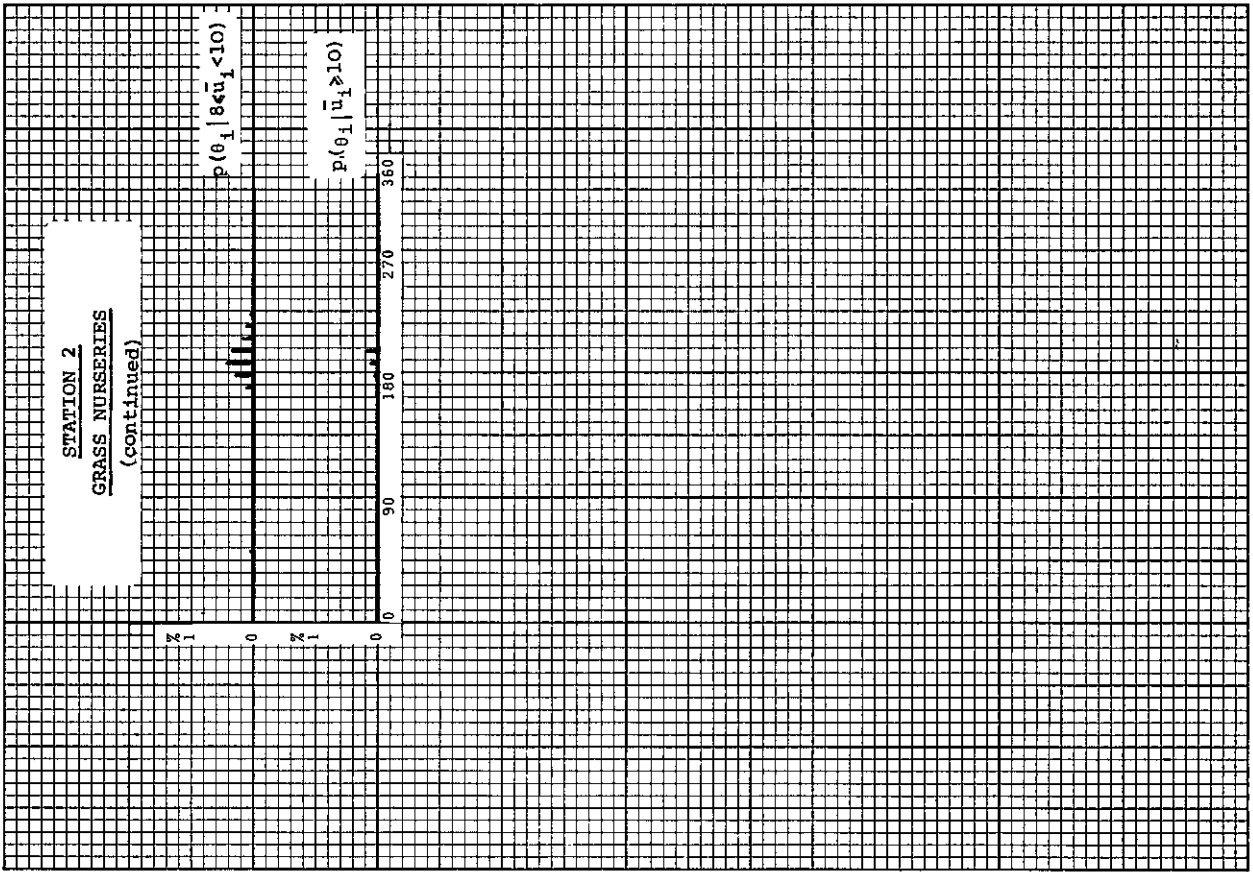 STATION 2
GRASS NURSERIES
(continued)
%
1
0
p(θi|8≤ūi<10)
%
1
0
p(θi|ūi≥10)
0 90 180 270 360